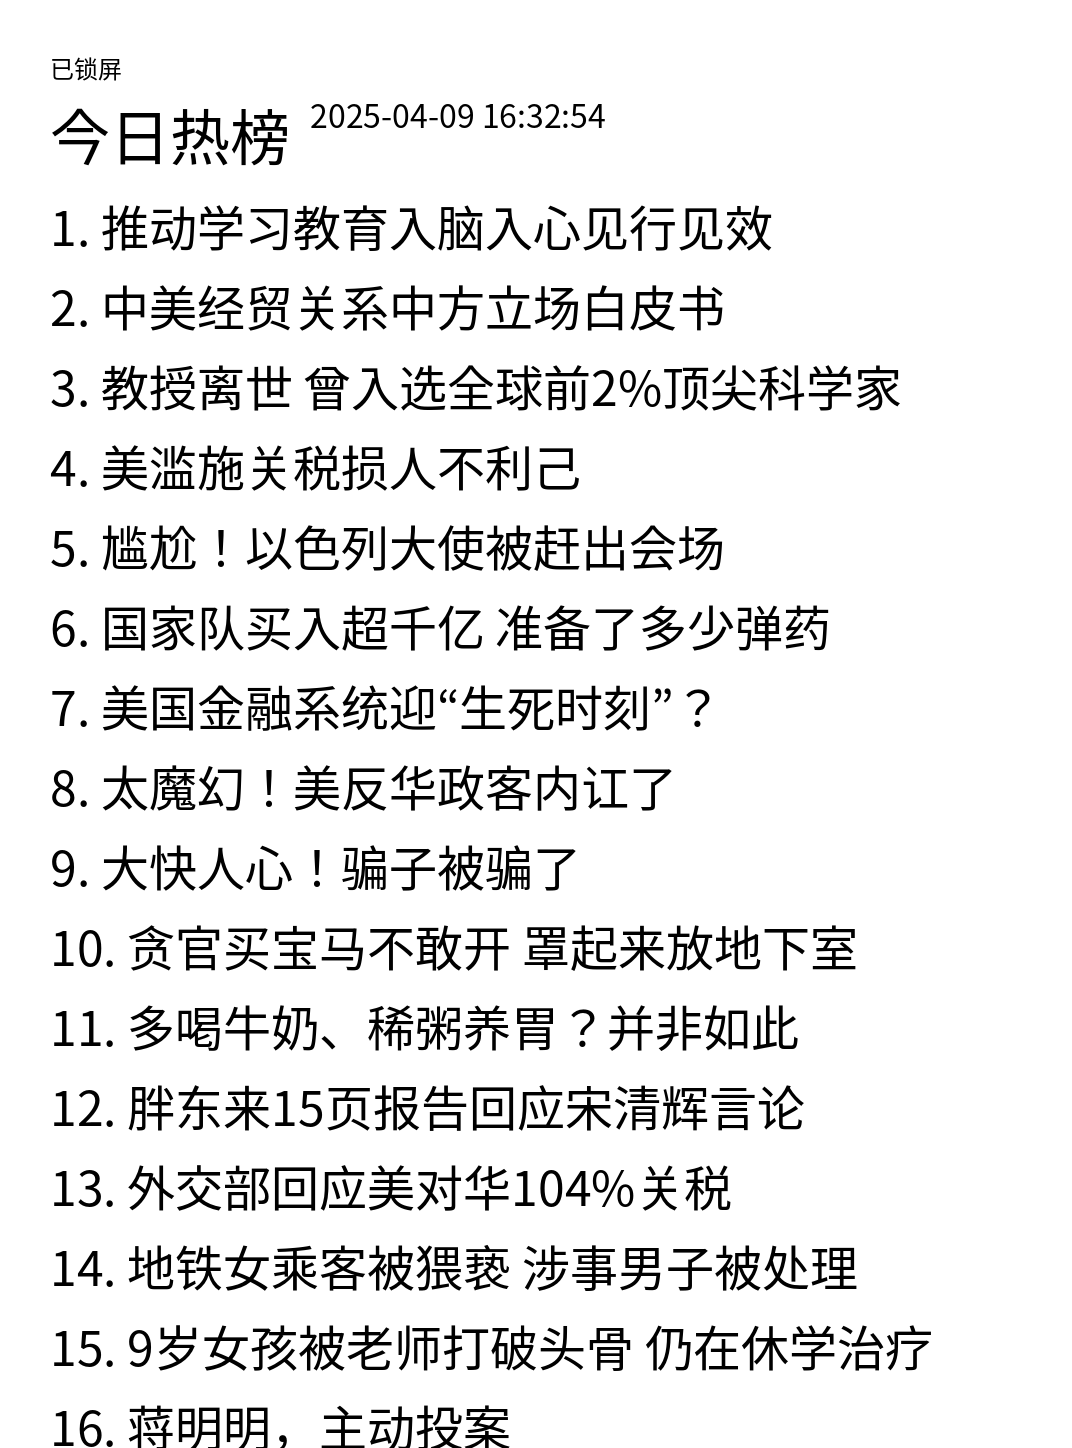 已锁屏
今日热榜 2025-04-09 16:32:54
1. 推动学习教育入脑入心见行见效
2. 中美经贸关系中方立场白皮书
3. 教授离世 曾入选全球前2%顶尖科学家
4. 美滥施关税损人不利己
5. 尴尬！以色列大使被赶出会场
6. 国家队买入超千亿 准备了多少弹药
7. 美国金融系统迎“生死时刻”？
8. 太魔幻！美反华政客内讧了
9. 大快人心！骗子被骗了
10. 贪官买宝马不敢开 罩起来放地下室
11. 多喝牛奶、稀粥养胃？并非如此
12. 胖东来15页报告回应宋清辉言论
13. 外交部回应美对华104%关税
14. 地铁女乘客被猥亵 涉事男子被处理
15. 9岁女孩被老师打破头骨 仍在休学治疗
16. 蒋明明，主动投案